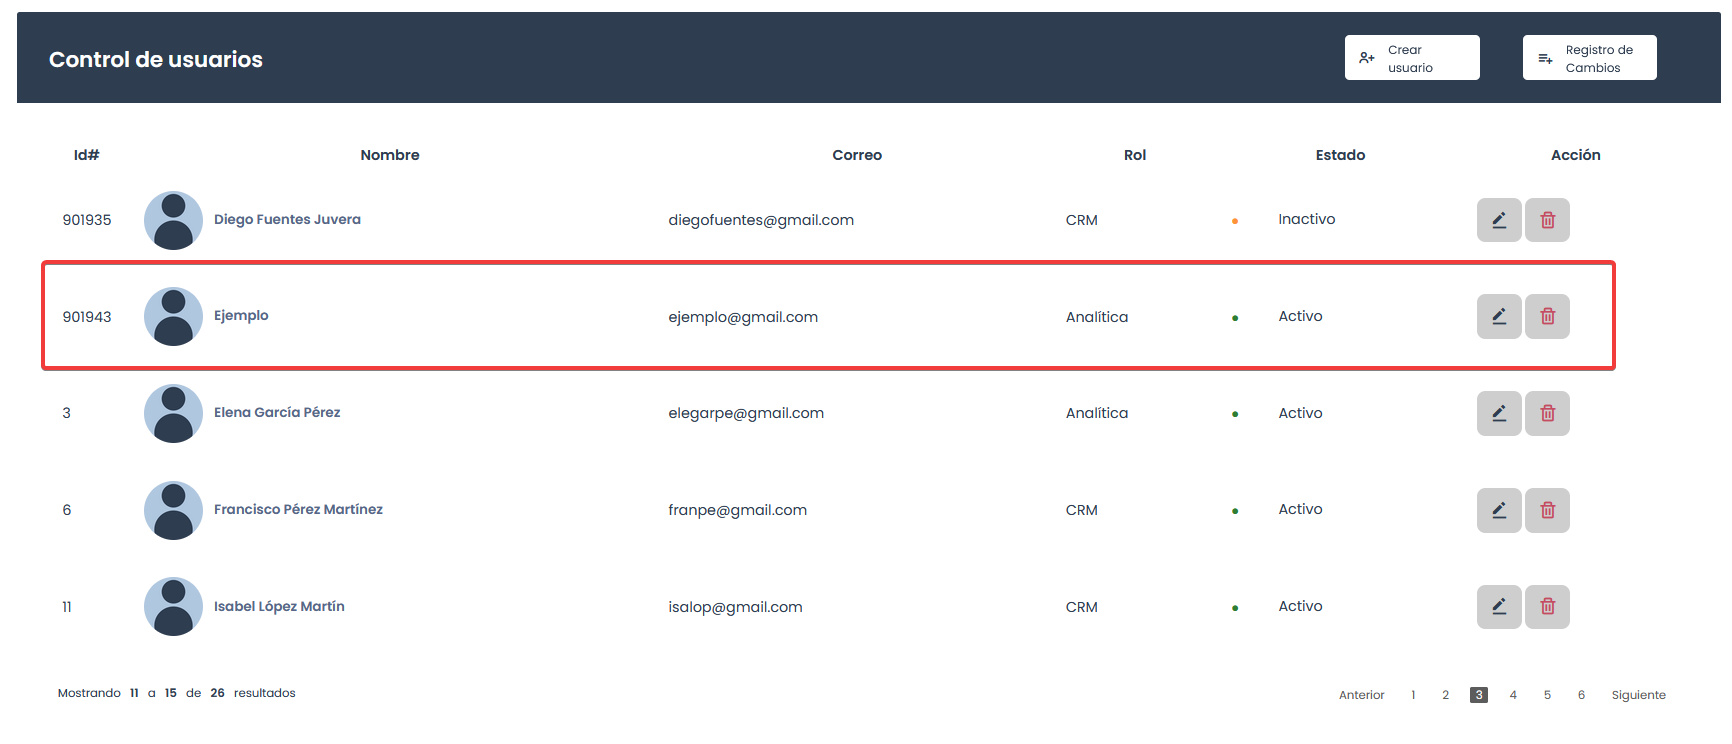 Control de usuarios
Crear
usuario
Registro de
Cambios
Id# Nombre Correo Rol Estado Acción
901935 Diego Fuentes Juvera diegofuentes@gmail.com CRM Inactivo
901943 Ejemplo ejemplo@gmail.com Analítica Activo
3 Elena García Pérez elegarpe@gmail.com Analítica Activo
6 Francisco Pérez Martínez franpe@gmail.com CRM Activo
11 Isabel López Martín isalop@gmail.com CRM Activo
Mostrando 11 a 15 de 26 resultados
Anterior 1 2 3 4 5 6 Siguiente